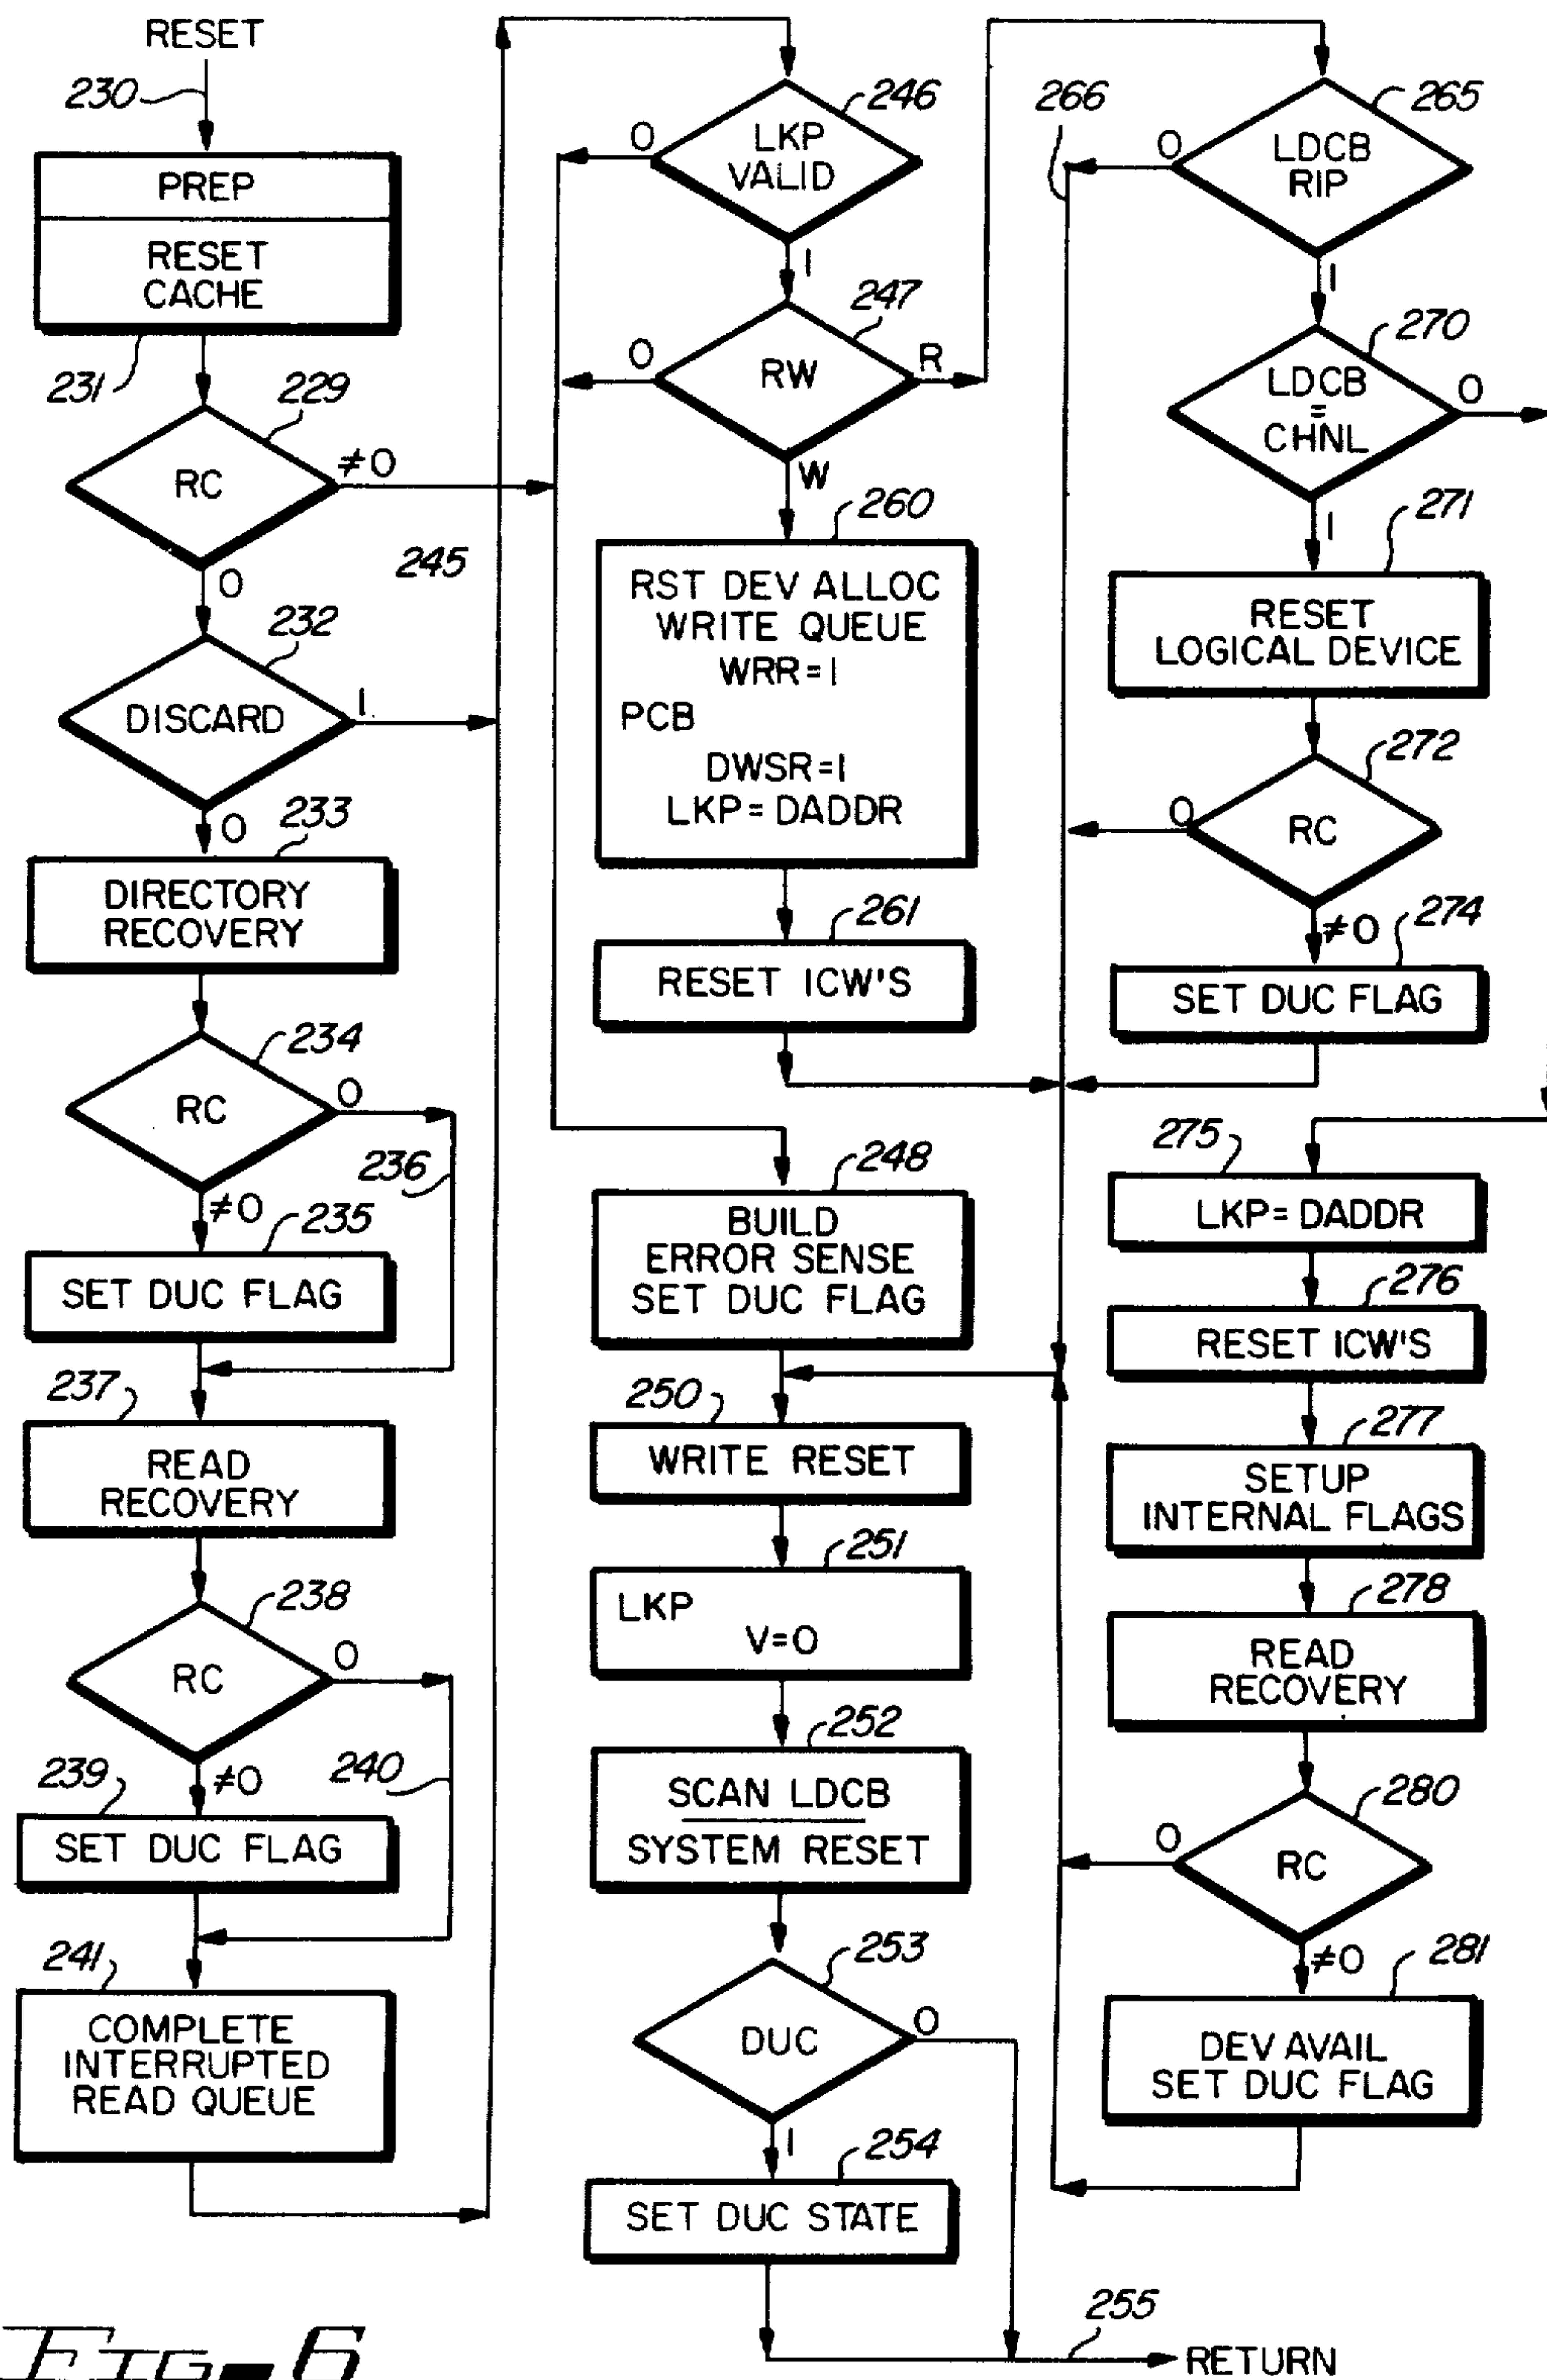 RESET
230
PREP
RESET
CACHE
231
229
RC
≠0
0
245
232
DISCARD
1
0
233
DIRECTORY
RECOVERY
234
RC
0
236
≠0
235
SET DUC FLAG
237
READ
RECOVERY
238
RC
0
240
≠0
239
SET DUC FLAG
241
COMPLETE
INTERRUPTED
READ QUEUE
246
0
LKP
VALID
1
247
0
RW
R
W
260
RST DEV ALLOC
WRITE QUEUE
WRR=1
PCB
DWSR=1
LKP=DADDR
261
RESET ICW'S
248
BUILD
ERROR SENSE
SET DUC FLAG
250
WRITE RESET
251
LKP
V=0
252
SCAN LDCB
SYSTEM RESET
253
DUC
0
1
254
SET DUC STATE
255
RETURN
266
265
0
LDCB
RIP
1
270
LDCB
=
CHNL
0
1
271
RESET
LOGICAL DEVICE
272
0
RC
≠0
274
SET DUC FLAG
275
LKP=DADDR
276
RESET ICW'S
277
SETUP
INTERNAL FLAGS
278
READ
RECOVERY
280
0
RC
≠0
281
DEV AVAIL
SET DUC FLAG
FIG. 6